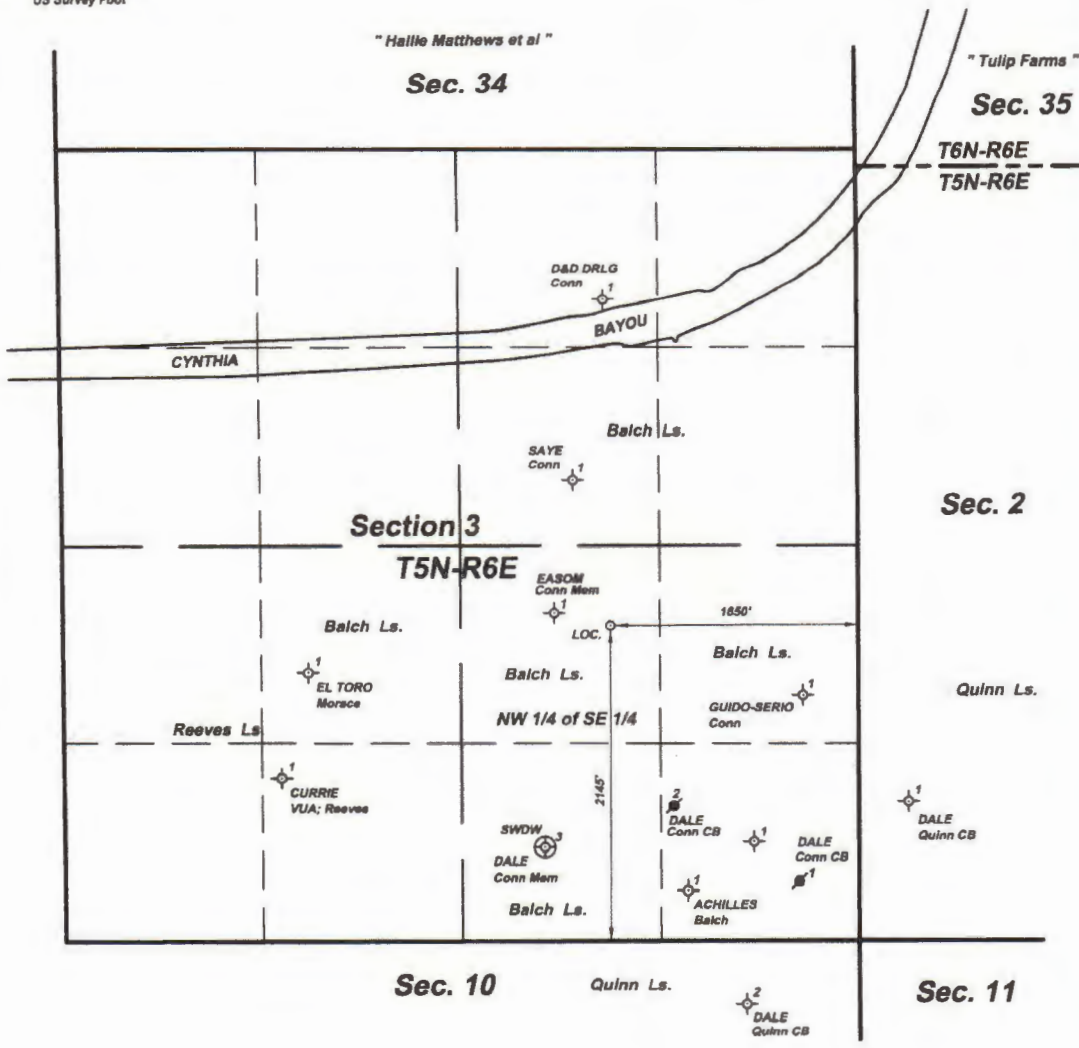 US Survey Foot
" Hallie Matthews et al "
Sec. 34
" Tulip Farms "
Sec. 35
T6N-R6E
T5N-R6E
D&D DRLG
Conn
1
BAYOU
CYNTHIA
Balch Ls.
SAYE
Conn
1
Sec. 2
Section 3
T5N-R6E
EASOM
Conn Mem
1
1650'
LOC.
Balch Ls.
Balch Ls.
Balch Ls.
1
EL TORO
Morace
1
GUIDO-SERIO
Conn
Quinn Ls.
NW 1/4 of SE 1/4
Reeves Ls
1
CURRIE
VUA; Reeves
2145'
2
DALE
Conn CB
1
DALE
Quinn CB
SWDW
3
DALE
Conn Mem
1
DALE
Conn CB
1
1
ACHILLES
Balch
Balch Ls.
Sec. 10
Quinn Ls.
Sec. 11
2
DALE
Quinn CB